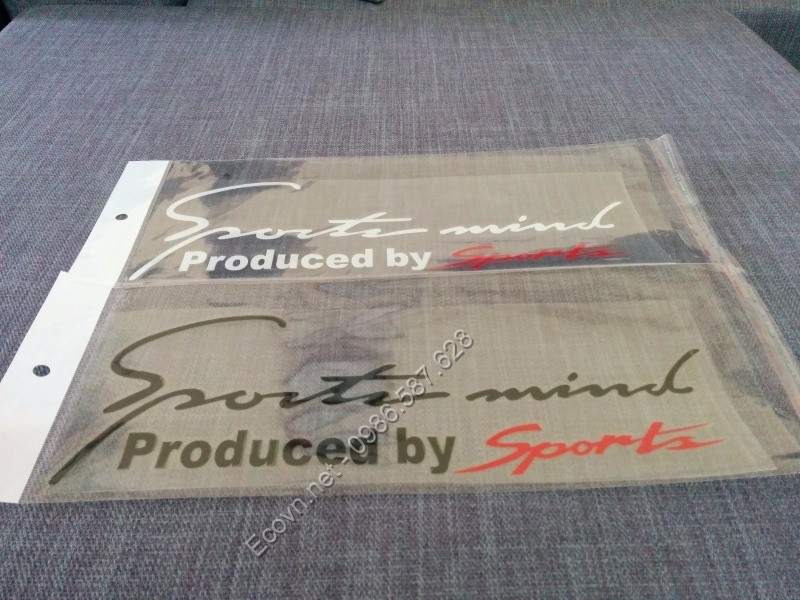 Sports mind
Produced by Sports
Sports mind
Produced by Sports
Ecovn.net-0986.587.628